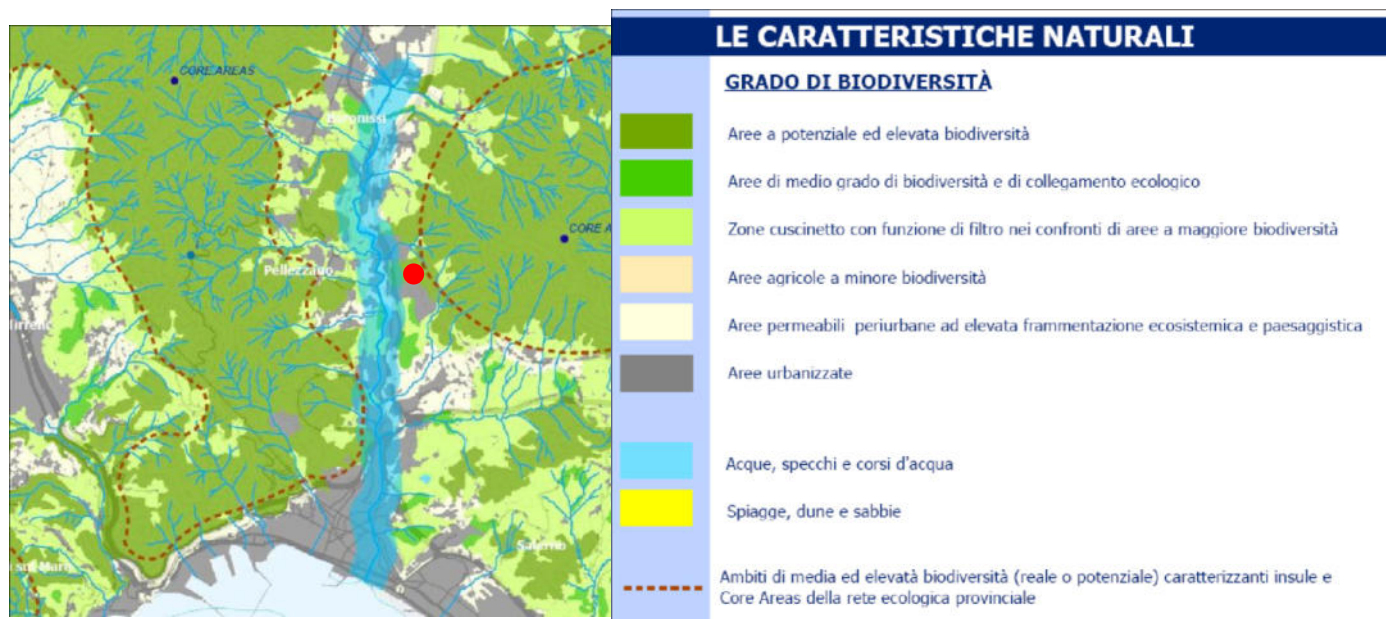 CORE AREAS
Baronissi
CORE A
Pellezzano
Tirrenc
Salerno
i sul Mare
LE CARATTERISTICHE NATURALI
GRADO DI BIODIVERSITÀ
Aree a potenziale ed elevata biodiversità
Aree di medio grado di biodiversità e di collegamento ecologico
Zone cuscinetto con funzione di filtro nei confronti di aree a maggiore biodiversità
Aree agricole a minore biodiversità
Aree permeabili periurbane ad elevata frammentazione ecosistemica e paesaggistica
Aree urbanizzate
Acque, specchi e corsi d'acqua
Spiagge, dune e sabbie
Ambiti di media ed elevatà biodiversità (reale o potenziale) caratterizzanti insule e
Core Areas della rete ecologica provinciale